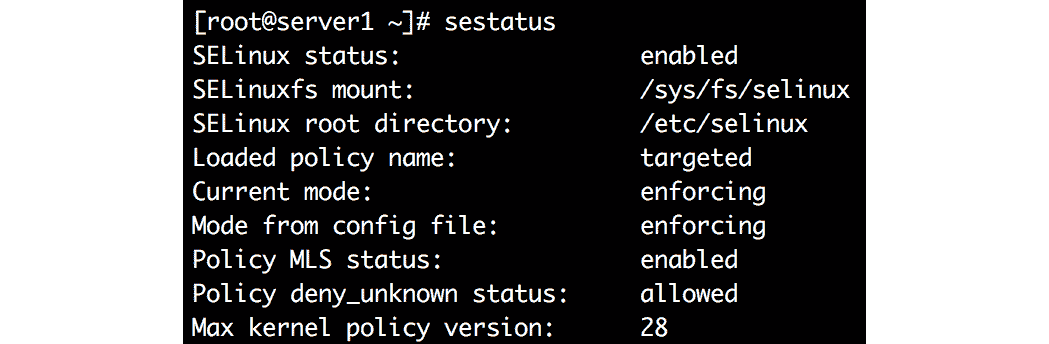 [root@server1 ~]# sestatus
SELinux status:                 enabled
SELinuxfs mount:                /sys/fs/selinux
SELinux root directory:         /etc/selinux
Loaded policy name:             targeted
Current mode:                   enforcing
Mode from config file:          enforcing
Policy MLS status:              enabled
Policy deny_unknown status:     allowed
Max kernel policy version:      28